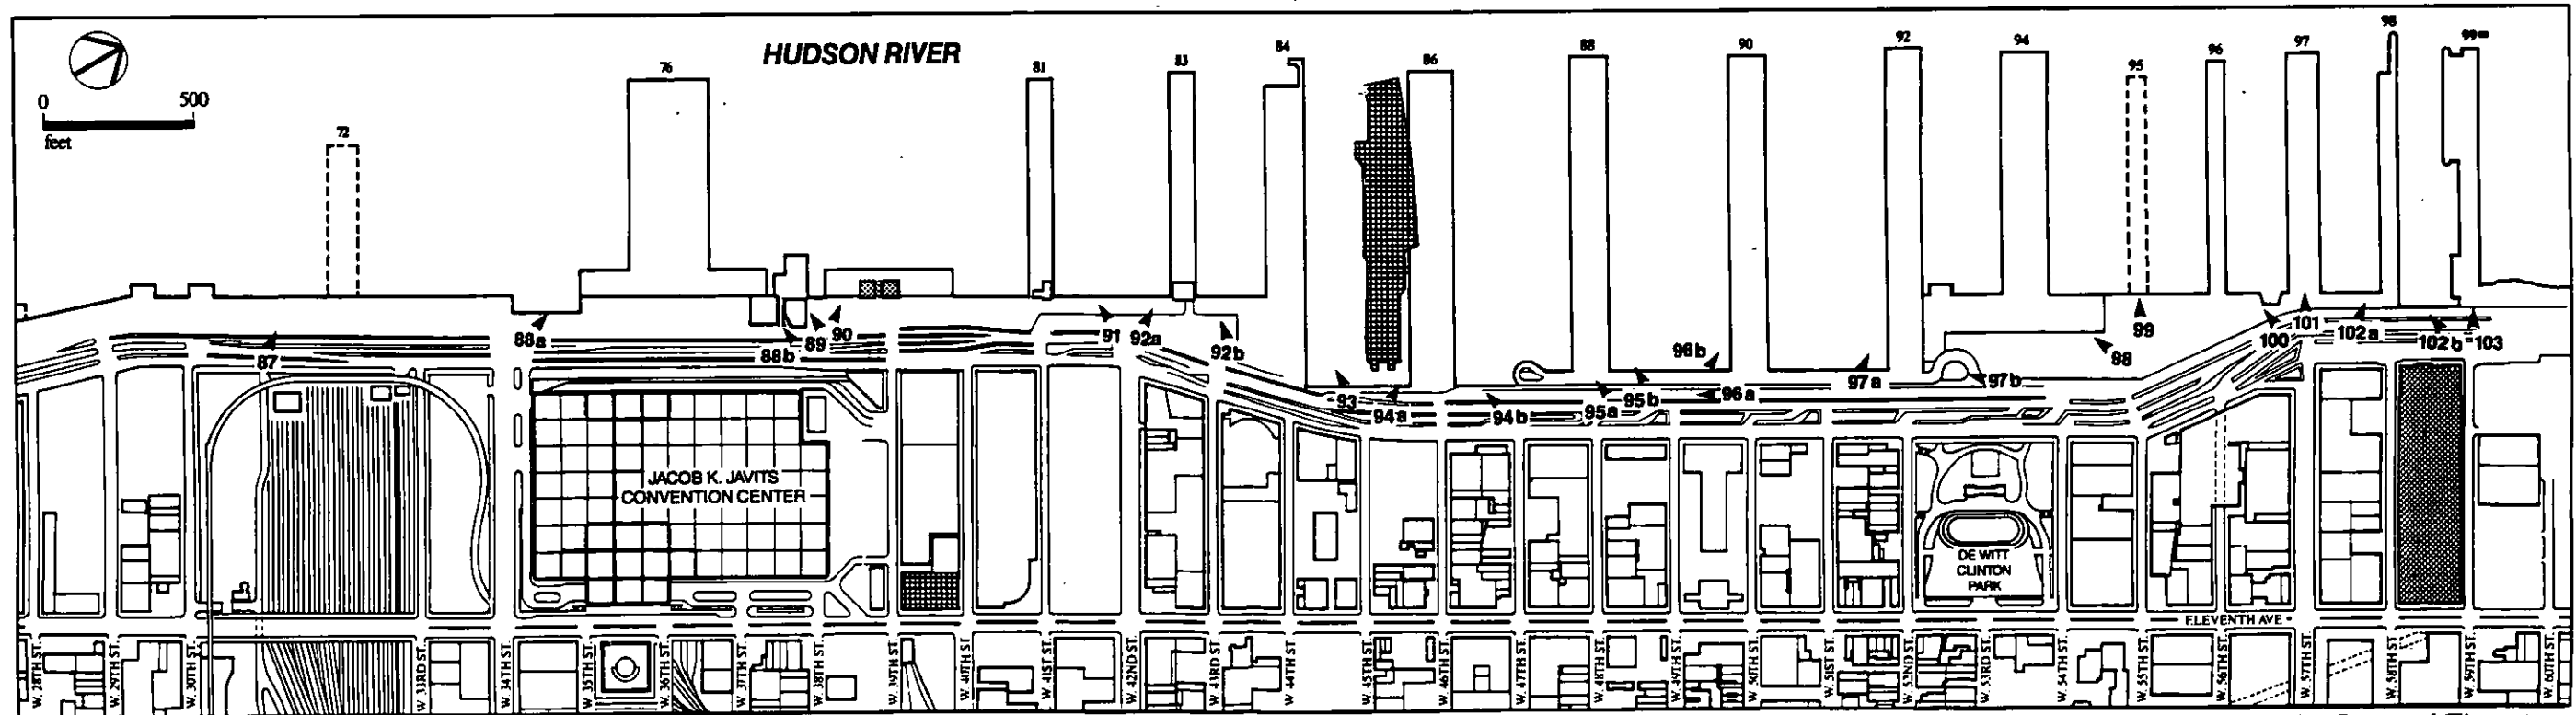 HUDSON RIVER
0 500
feet
72
76
81
83
84
86
88
90
92
94
95
96
97
98
99
87
88a
88b
89
90
91
92a
92b
93
94a
94b
95a
95b
96a
96b
97a
97b
98
99
100
101
102a
102b
103
JACOB K. JAVITS
CONVENTION CENTER
DE WITT
CLINTON
PARK
ELEVENTH AVE
W. 28TH ST.
W. 29TH ST.
W. 30TH ST.
W. 33RD ST.
W. 34TH ST.
W. 35TH ST.
W. 36TH ST.
W. 37TH ST.
W. 38TH ST.
W. 39TH ST.
W. 40TH ST
W. 41ST ST.
W. 42ND ST.
W. 43RD ST.
W. 44TH ST.
W. 45TH ST.
W. 46TH ST.
W. 47TH ST.
W. 48TH ST.
W. 49TH ST.
W. 50TH ST.
W. 51ST ST.
W. 52ND ST.
W. 53RD ST.
W. 54TH ST.
W. 55TH ST.
W. 56TH ST.
W. 57TH ST.
W. 58TH ST.
W. 59TH ST.
W. 60TH ST.